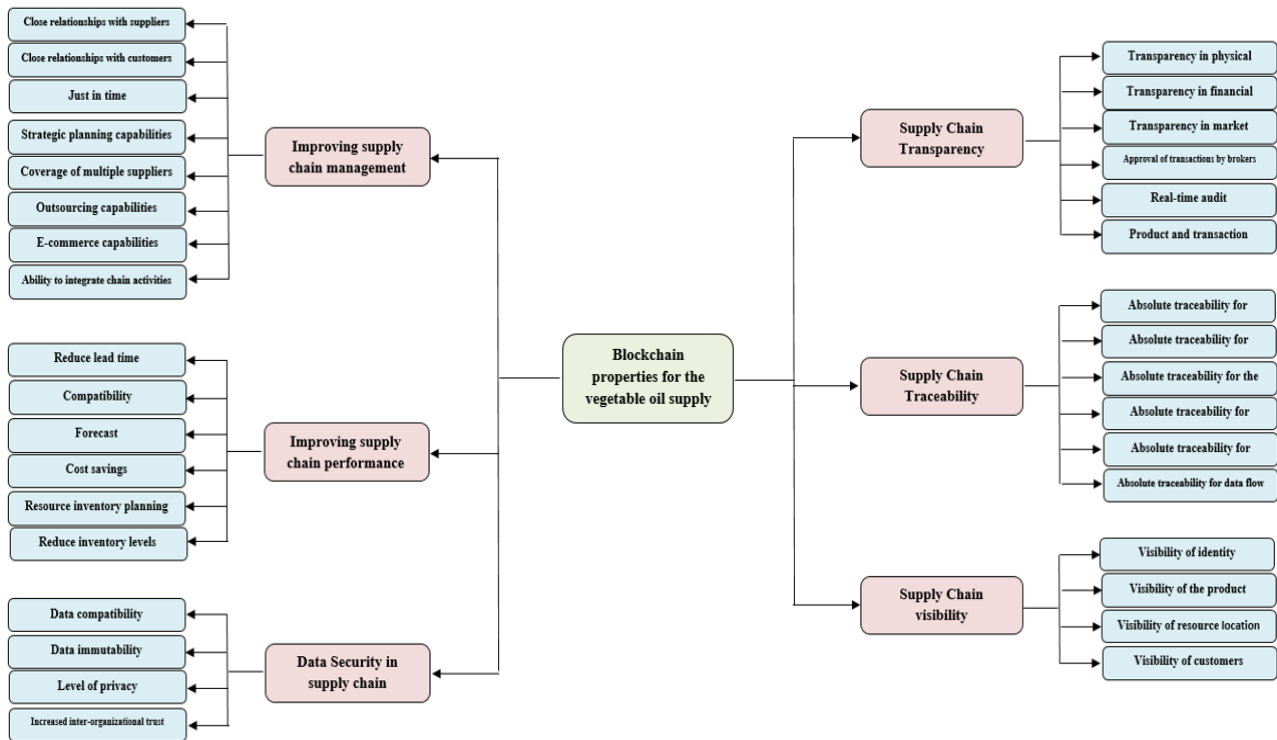 Close relationships with suppliers
Close relationships with customers
Just in time
Strategic planning capabilities
Coverage of multiple suppliers
Outsourcing capabilities
E-commerce capabilities
Ability to integrate chain activities
Improving supply
chain management
Reduce lead time
Compatibility
Forecast
Cost savings
Resource inventory planning
Reduce inventory levels
Improving supply
chain performance
Data compatibility
Data immutability
Level of privacy
Increased inter-organizational trust
Data Security in
supply chain
Blockchain
properties for the
vegetable oil supply
Supply Chain
Transparency
Transparency in physical
Transparency in financial
Transparency in market
Approval of transactions by brokers
Real-time audit
Product and transaction
Supply Chain
Traceability
Absolute traceability for
Absolute traceability for
Absolute traceability for the
Absolute traceability for
Absolute traceability for
Absolute traceability for data flow
Supply Chain
visibility
Visibility of identity
Visibility of the product
Visibility of resource location
Visibility of customers